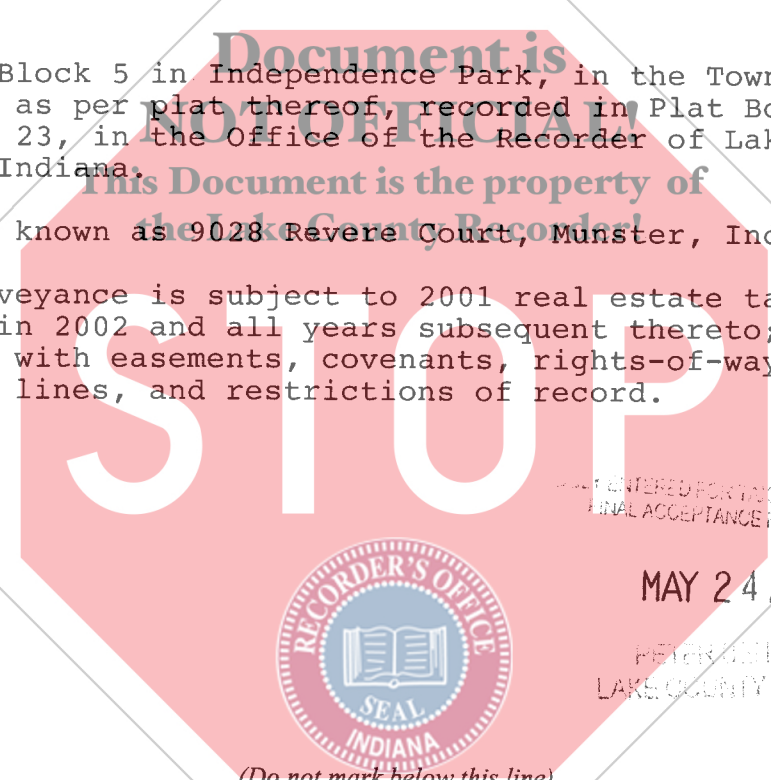 Document is
Block 5 in Independence Park, in the Town
as per plat thereof, recorded in Plat Bo
NOT OFFICIAL!
23, in the Office of the Recorder of Lak
Indiana.
This Document is the property of
the Lake County Recorder!
known as 9028 Revere Court, Munster, Ind
veyance is subject to 2001 real estate ta
in 2002 and all years subsequent thereto;
with easements, covenants, rights-of-way
lines, and restrictions of record.
STOP
ENTERED FOR TAX
FINAL ACCEPTANCE
MAY 24
RECORDER'S OFFICE
PETER
LAKE COUNTY
SEAL
INDIANA
(Do not mark below this line)